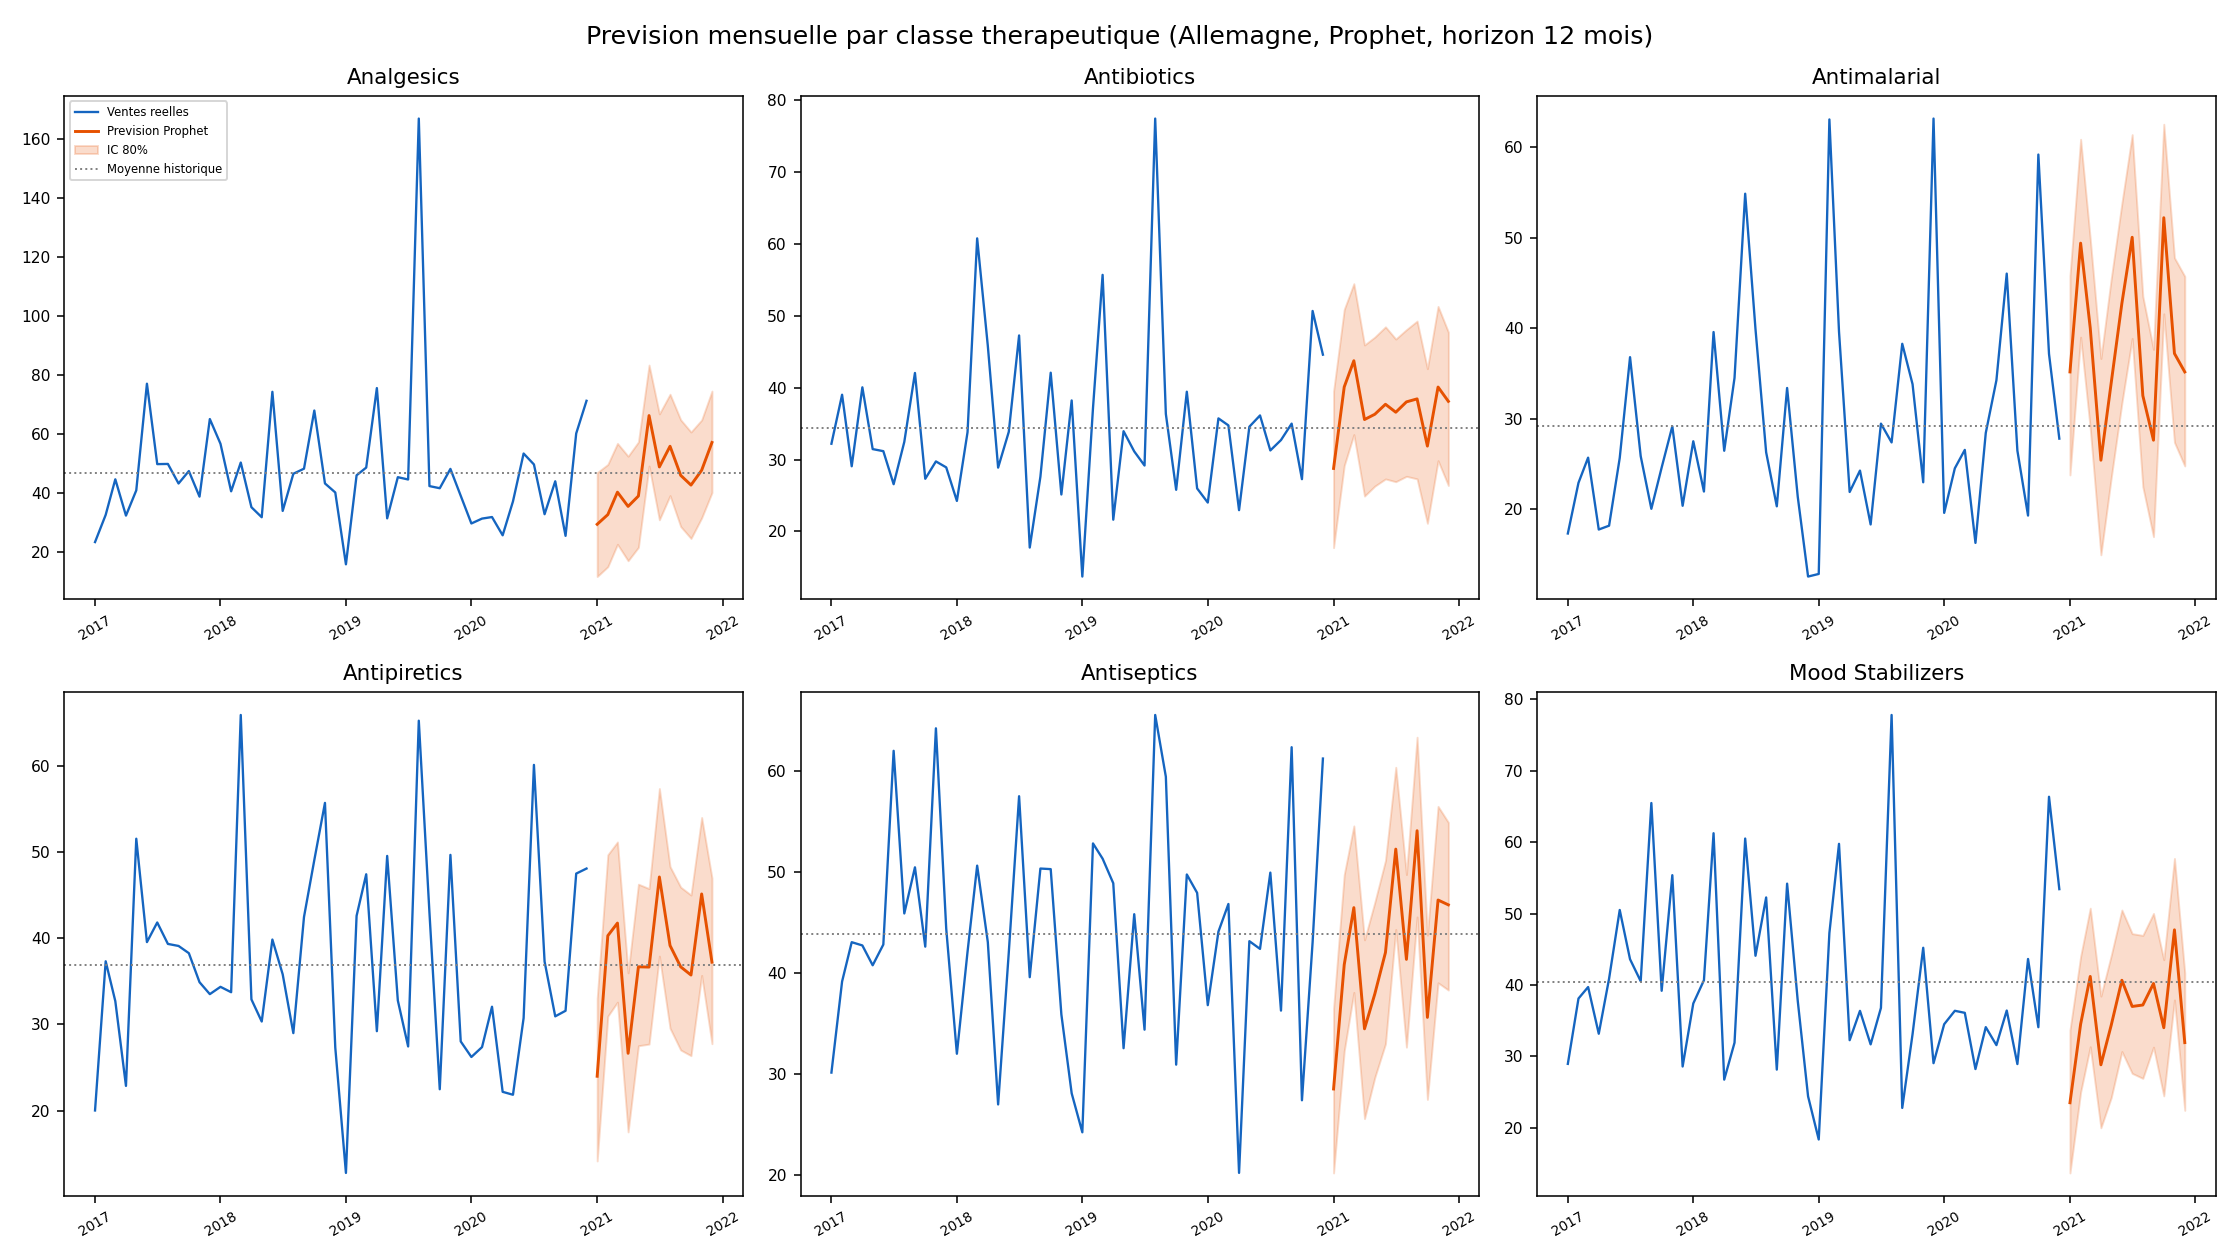 Prevision mensuelle par classe therapeutique (Allemagne, Prophet, horizon 12 mois)
Analgesics
Ventes reelles
Prevision Prophet
IC 80%
Moyenne historique
160
140
120
100
80
60
40
20
2017 2018 2019 2020 2021 2022
Antibiotics
80
70
60
50
40
30
20
2017 2018 2019 2020 2021 2022
Antimalarial
60
50
40
30
20
2017 2018 2019 2020 2021 2022
Antipiretics
60
50
40
30
20
2017 2018 2019 2020 2021 2022
Antiseptics
60
50
40
30
20
2017 2018 2019 2020 2021 2022
Mood Stabilizers
80
70
60
50
40
30
20
2017 2018 2019 2020 2021 2022